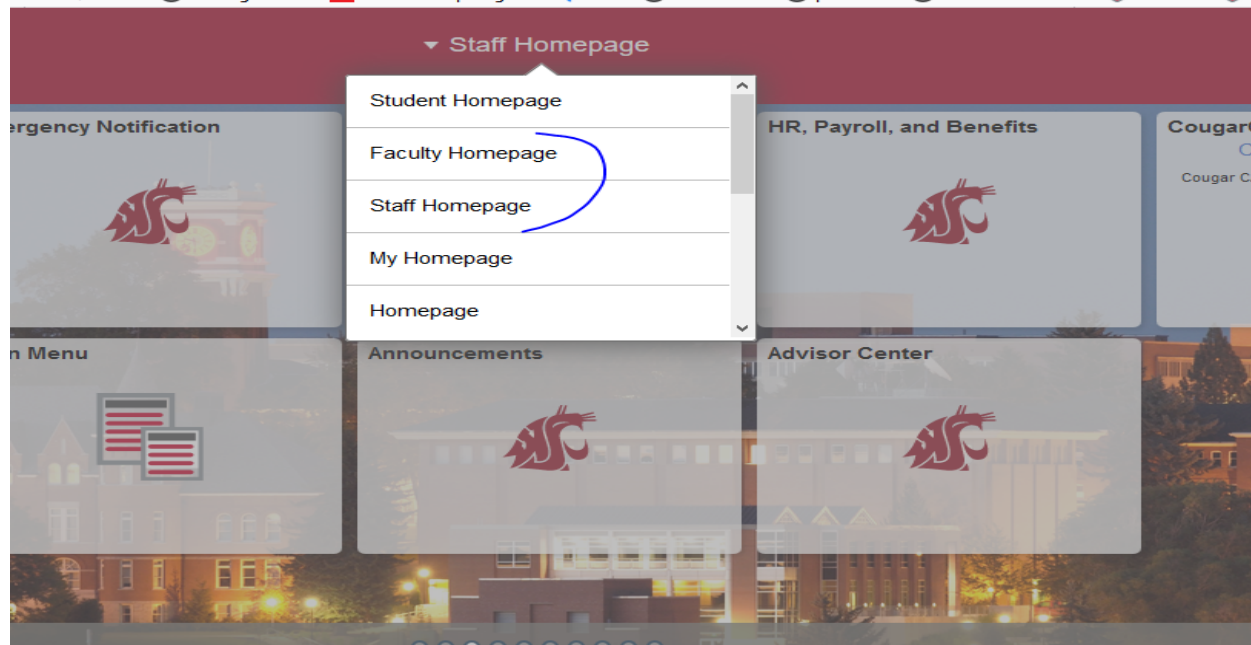 Staff Homepage
Student Homepage
Faculty Homepage
Staff Homepage
My Homepage
Homepage
ergency Notification
HR, Payroll, and Benefits
Cougar
Cougar C
n Menu
Announcements
Advisor Center